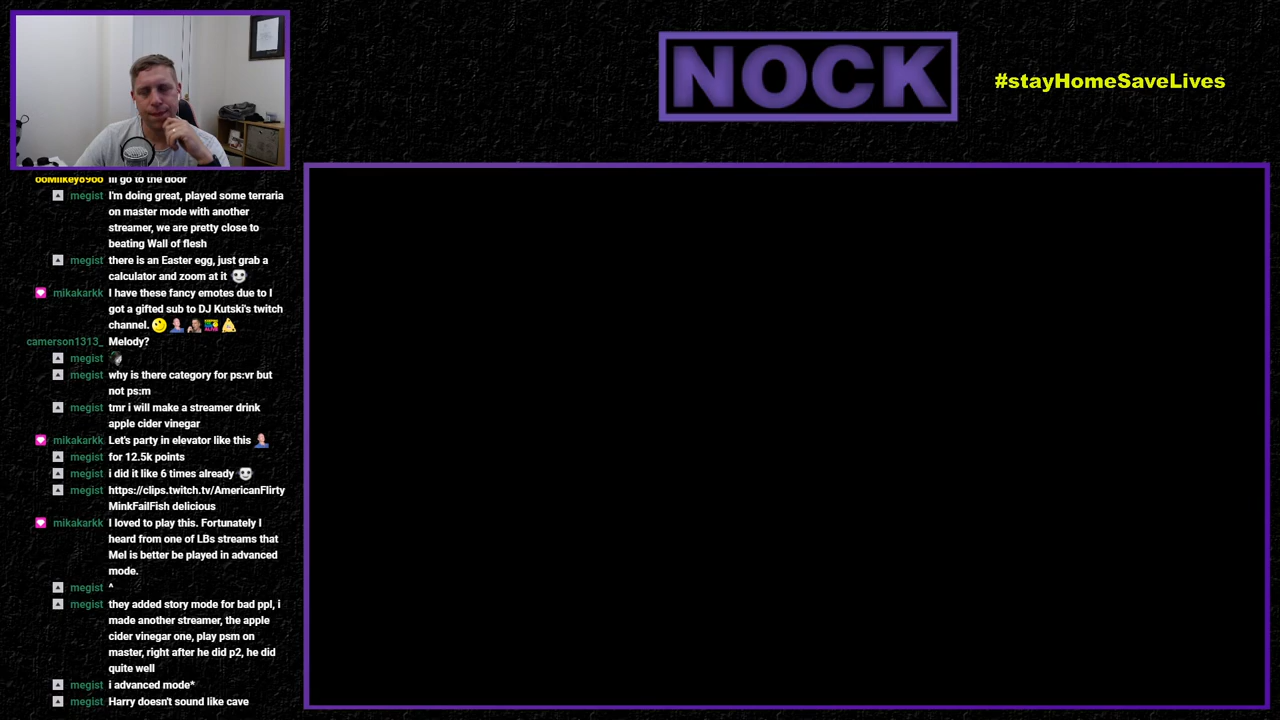 NOCK
#stayHomeSaveLives
ill go to the door
megist I'm doing great, played some terraria
on master mode with another
streamer, we are pretty close to
beating Wall of flesh
megist there is an Easter egg, just grab a
calculator and zoom at it
mikakarkk I have these fancy emotes due to I
got a gifted sub to DJ Kutski's twitch
channel.
camerson1313_ Melody?
megist
megist why is there category for ps:vr but
not ps:m
megist tmr i will make a streamer drink
apple cider vinegar
mikakarkk Let's party in elevator like this
megist for 12.5k points
megist i did it like 6 times already
megist https://clips.twitch.tv/AmericanFlirty
MinkFailFish delicious
mikakarkk I loved to play this. Fortunately I
heard from one of LBs streams that
Mel is better be played in advanced
mode.
megist ^
megist they added story mode for bad ppl, i
made another streamer, the apple
cider vinegar one, play psm on
master, right after he did p2, he did
quite well
megist i advanced mode*
megist Harry doesn't sound like cave